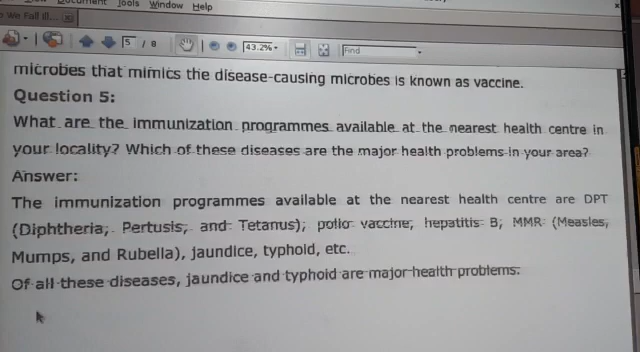 Document Tools Window Help
We Fall Ill...
5 / 8 43.2% Find
microbes that mimics the disease-causing microbes is known as vaccine.
Question 5:
What are the immunization programmes available at the nearest health centre in
your locality? Which of these diseases are the major health problems in your area?
Answer:
The immunization programmes available at the nearest health centre are DPT
(Diphtheria, Pertusis, and Tetanus), polio vaccine, hepatitis B, MMR (Measles,
Mumps, and Rubella), jaundice, typhoid, etc.
Of all these diseases, jaundice and typhoid are major health problems.